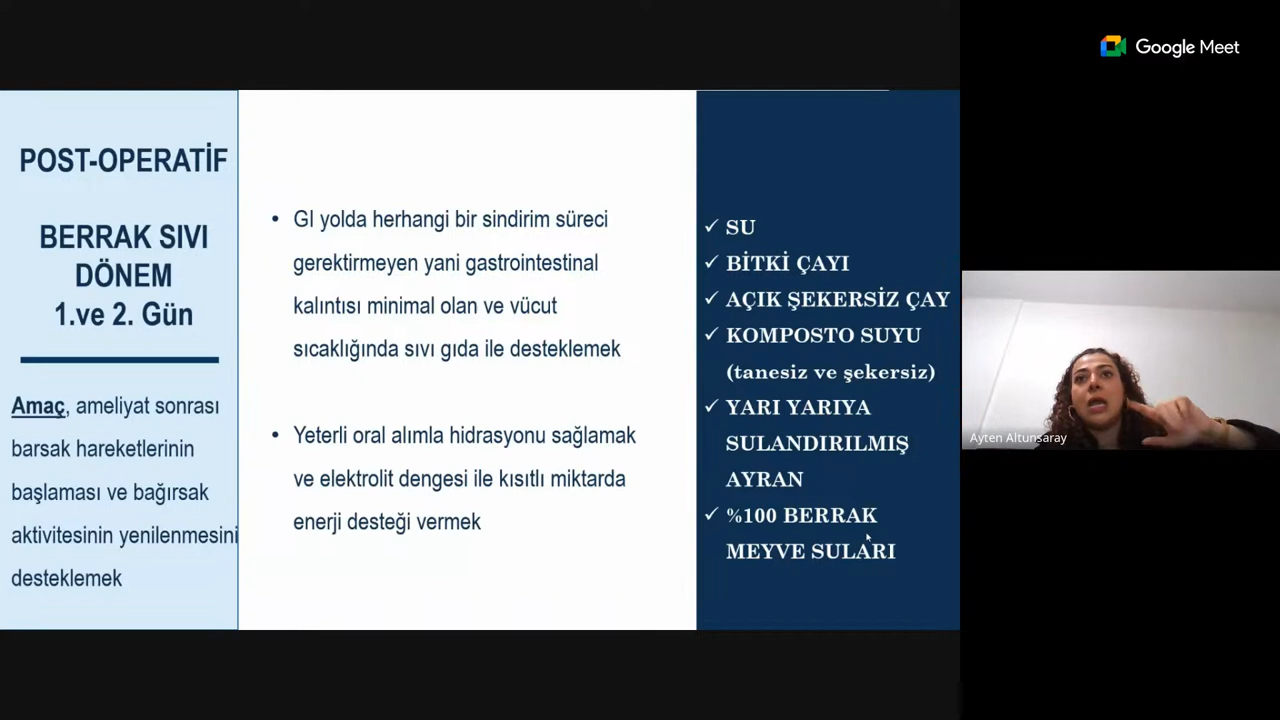 POST-OPERATİF
BERRAK SIVI
DÖNEM
1.ve 2. Gün
Amaç, ameliyat sonrası
barsak hareketlerinin
başlaması ve bağırsak
aktivitesinin yenilenmesini
desteklemek
• GI yolda herhangi bir sindirim süreci
gerektirmeyen yani gastrointestinal
kalıntısı minimal olan ve vücut
sıcaklığında sıvı gıda ile desteklemek
• Yeterli oral alımla hidrasyonu sağlamak
ve elektrolit dengesi ile kısıtlı miktarda
enerji desteği vermek
✓ SU
✓ BİTKİ ÇAYI
✓ AÇIK ŞEKERSİZ ÇAY
✓ KOMPOSTO SUYU
(tanesiz ve şekersiz)
✓ YARI YARIYA
SULANDIRILMIŞ
AYRAN
✓ %100 BERRAK
MEYVE SULARI
Google Meet
Ayten Altunsaray